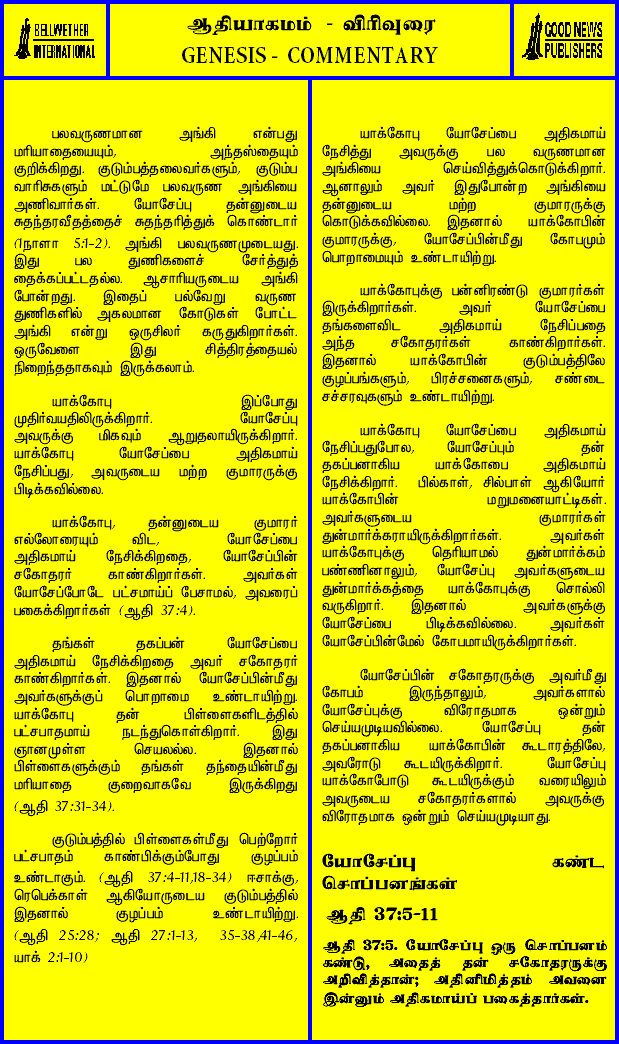 BELLWETHER
INTERNATIONAL
ஆதியாகமம் - விரிவுரை
GENESIS - COMMENTARY
GOOD NEWS
PUBLISHERS
பலவருணமான அங்கி என்பது
மரியாதையையும், அந்தஸ்தையும்
குறிக்கிறது. குடும்பத்தலைவர்களும், குடும்ப
வாரிசுகளும் மட்டுமே பலவருண அங்கியை
அணிவார்கள். யோசேப்பு தன்னுடைய
சுதந்தரவீதத்தைச் சுதந்தரித்துக் கொண்டார்
(1நாளா 5:1-2). அங்கி பலவருணமுடையது.
இது பல துணிகளைச் சேர்த்துத்
தைக்கப்பட்டதல்ல. ஆசாரியருடைய அங்கி
போன்றது. இதைப் பல்வேறு வருண
துணிகளில் அகலமான கோடுகள் போட்ட
அங்கி என்று ஒருசிலர் கருதுகிறார்கள்.
ஒருவேளை இது சித்திரத்தையல்
நிறைந்ததாகவும் இருக்கலாம்.
யாக்கோபு இப்போது
முதிர்வயதிலிருக்கிறார். யோசேப்பு
அவருக்கு மிகவும் ஆறுதலாயிருக்கிறார்.
யாக்கோபு யோசேப்பை அதிகமாய்
நேசிப்பது, அவருடைய மற்ற குமாரருக்கு
பிடிக்கவில்லை.
யாக்கோபு, தன்னுடைய குமாரர்
எல்லோரையும் விட, யோசேப்பை
அதிகமாய் நேசிக்கிறதை, யோசேப்பின்
சகோதரர் காண்கிறார்கள். அவர்கள்
யோசேப்போடே பட்சமாய்ப் பேசாமல், அவரைப்
பகைக்கிறார்கள் (ஆதி 37:4).
தங்கள் தகப்பன் யோசேப்பை
அதிகமாய் நேசிக்கிறதை அவர் சகோதரர்
காண்கிறார்கள். இதனால் யோசேப்பின்மீது
அவர்களுக்குப் பொறாமை உண்டாயிற்று.
யாக்கோபு தன் பிள்ளைகளிடத்தில்
பட்சபாதமாய் நடந்துகொள்கிறார். இது
ஞானமுள்ள செயலல்ல. இதனால்
பிள்ளைகளுக்கும் தங்கள் தந்தையின்மீது
மரியாதை குறைவாகவே இருக்கிறது
(ஆதி 37:31-34).
குடும்பத்தில் பிள்ளைகள்மீது பெற்றோர்
பட்சபாதம் காண்பிக்கும்போது குழப்பம்
உண்டாகும். (ஆதி 37:4-11,18-34) ஈசாக்கு,
ரெபெக்காள் ஆகியோருடைய குடும்பத்தில்
இதனால் குழப்பம் உண்டாயிற்று.
(ஆதி 25:28; ஆதி 27:1-13, 35-38,41-46,
யாக் 2:1-10)
யாக்கோபு யோசேப்பை அதிகமாய்
நேசித்து அவருக்கு பல வருணமான
அங்கியை செய்வித்துக்கொடுக்கிறார்.
ஆனாலும் அவர் இதுபோன்ற அங்கியை
தன்னுடைய மற்ற குமாரருக்கு
கொடுக்கவில்லை. இதனால் யாக்கோபின்
குமாரருக்கு, யோசேப்பின்மீது கோபமும்
பொறாமையும் உண்டாயிற்று.
யாக்கோபுக்கு பன்னிரண்டு குமாரர்கள்
இருக்கிறார்கள். அவர் யோசேப்பை
தங்களைவிட அதிகமாய் நேசிப்பதை
அந்த சகோதரர்கள் காண்கிறார்கள்.
இதனால் யாக்கோபின் குடும்பத்திலே
குழப்பங்களும், பிரச்சனைகளும், சண்டை
சச்சரவுகளும் உண்டாயிற்று.
யாக்கோபு யோசேப்பை அதிகமாய்
நேசிப்பதுபோல, யோசேப்பும் தன்
தகப்பனாகிய யாக்கோபை அதிகமாய்
நேசிக்கிறார். பில்காள், சில்பாள் ஆகியோர்
யாக்கோபின் மறுமனையாட்டிகள்.
அவர்களுடைய குமாரர்கள்
துன்மார்க்கராயிருக்கிறார்கள். அவர்கள்
யாக்கோபுக்கு தெரியாமல் துன்மார்க்கம்
பண்ணினாலும், யோசேப்பு அவர்களுடைய
துன்மார்க்கத்தை யாக்கோபுக்கு சொல்லி
வருகிறார். இதனால் அவர்களுக்கு
யோசேப்பை பிடிக்கவில்லை. அவர்கள்
யோசேப்பின்மேல் கோபமாயிருக்கிறார்கள்.
யோசேப்பின் சகோதரருக்கு அவர்மீது
கோபம் இருந்தாலும், அவர்களால்
யோசேப்புக்கு விரோதமாக ஒன்றும்
செய்யமுடியவில்லை. யோசேப்பு தன்
தகப்பனாகிய யாக்கோபின் கூடாரத்திலே,
அவரோடு கூடயிருக்கிறார். யோசேப்பு
யாக்கோபோடு கூடயிருக்கும் வரையிலும்
அவருடைய சகோதரர்களால் அவருக்கு
விரோதமாக ஒன்றும் செய்யமுடியாது.
யோசேப்பு கண்ட
சொப்பனங்கள்
ஆதி 37:5-11
ஆதி 37:5. யோசேப்பு ஒரு சொப்பனம்
கண்டு, அதைத் தன் சகோதரருக்கு
அறிவித்தான்; அதினிமித்தம் அவனை
இன்னும் அதிகமாய்ப் பகைத்தார்கள்.